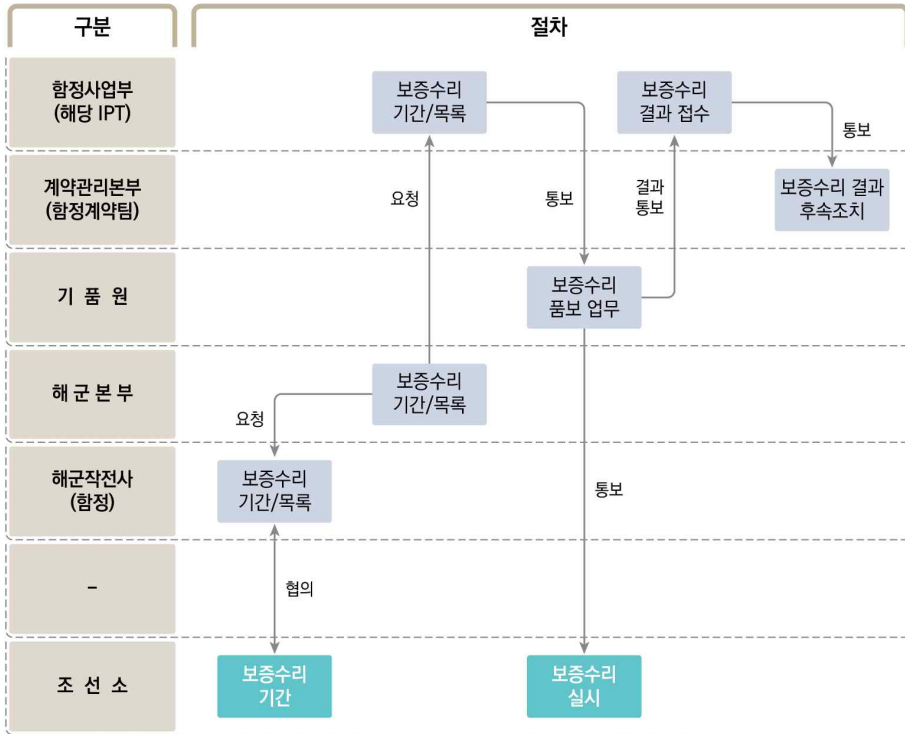 구분
절차
함정사업부
(해당 IPT)
보증수리
기간/목록
보증수리
결과 접수
통보
계약관리본부
(함정계약팀)
요청
통보
결과
통보
보증수리 결과
후속조치
기 품 원
보증수리
품보 업무
해 군 본 부
보증수리
기간/목록
요청
해군작전사
(함정)
보증수리
기간/목록
통보
–
협의
조 선 소
보증수리
기간
보증수리
실시